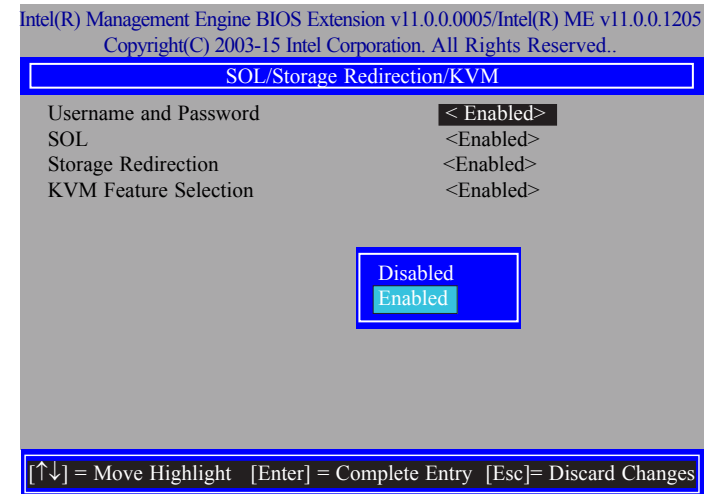 Intel(R) Management Engine BIOS Extension v11.0.0.0005/Intel(R) ME v11.0.0.1205
Copyright(C) 2003-15 Intel Corporation. All Rights Reserved..
SOL/Storage Redirection/KVM
Username and Password < Enabled>
SOL <Enabled>
Storage Redirection <Enabled>
KVM Feature Selection <Enabled>
Disabled
Enabled
[↑↓] = Move Highlight [Enter] = Complete Entry [Esc]= Discard Changes